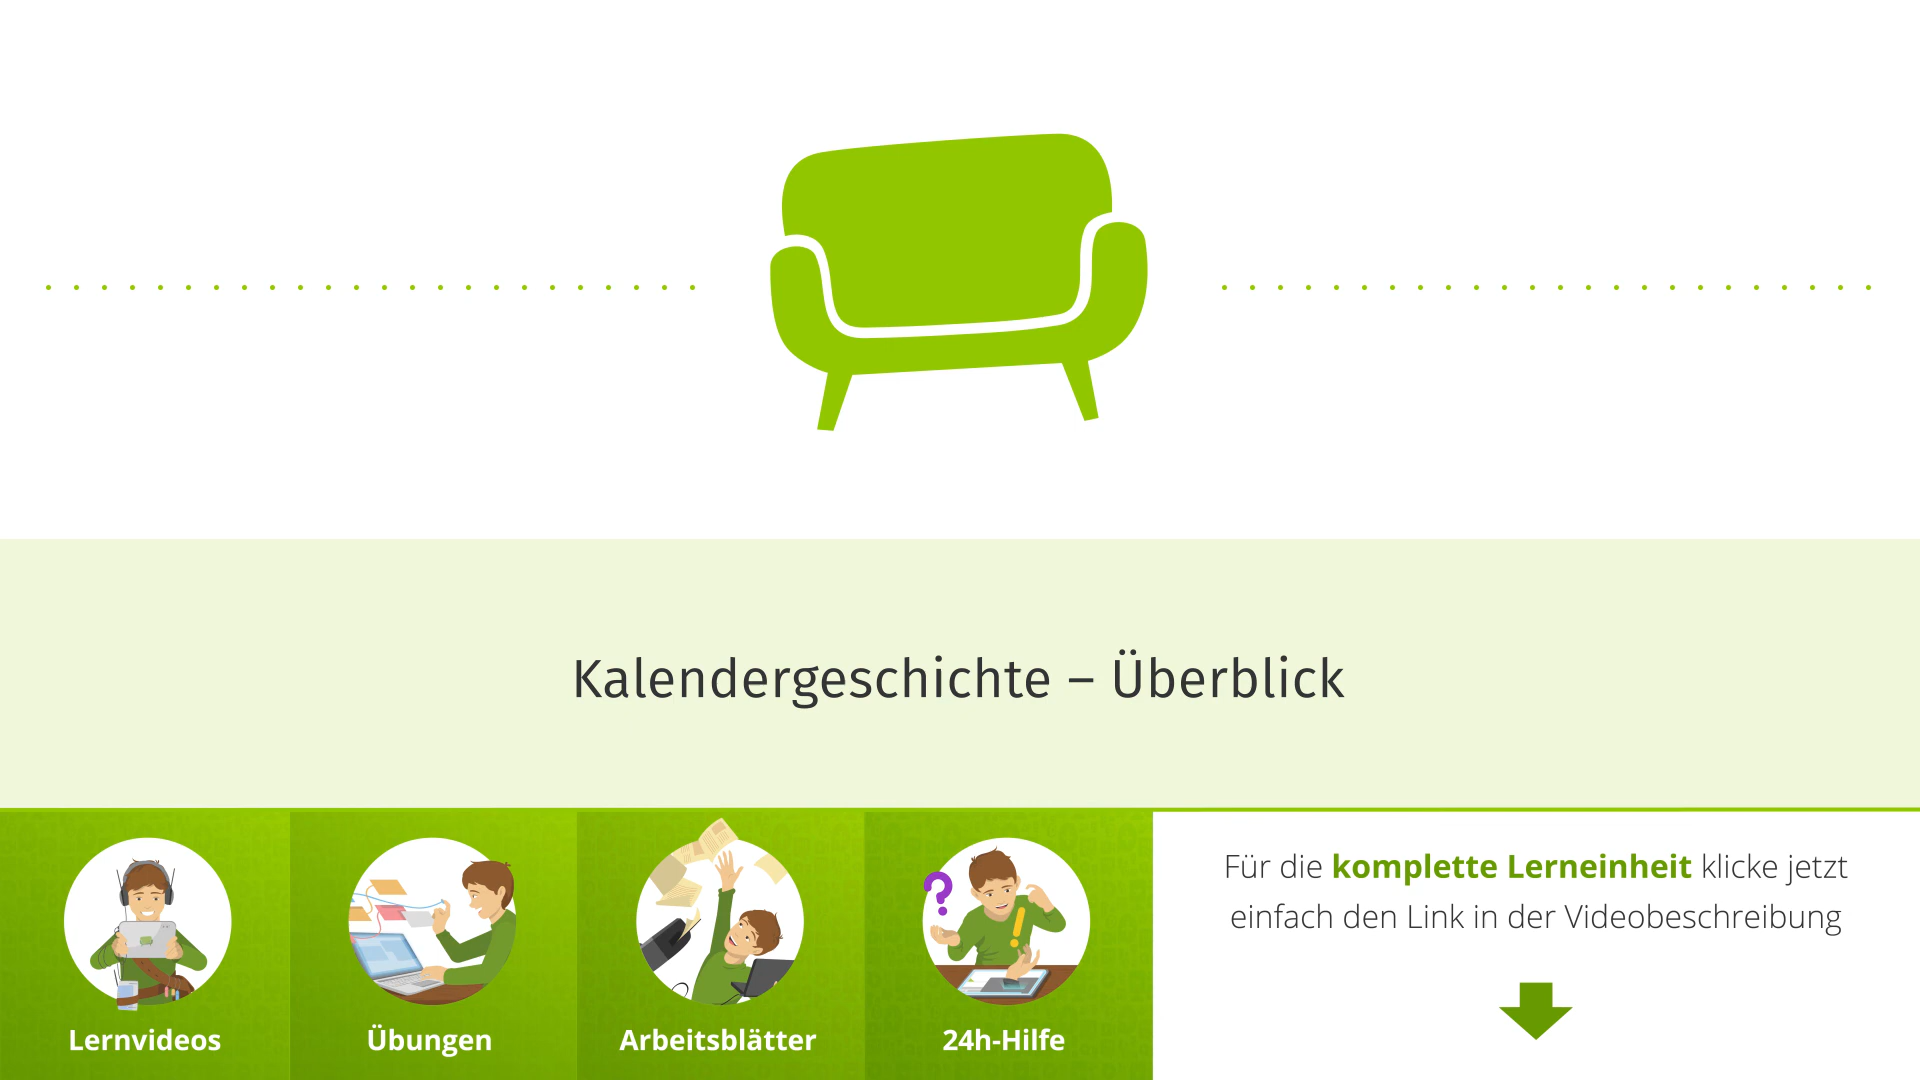 Kalendergeschichte – Überblick
Lernvideos
Übungen
Arbeitsblätter
24h-Hilfe
Für die komplette Lerneinheit klicke jetzt
einfach den Link in der Videobeschreibung